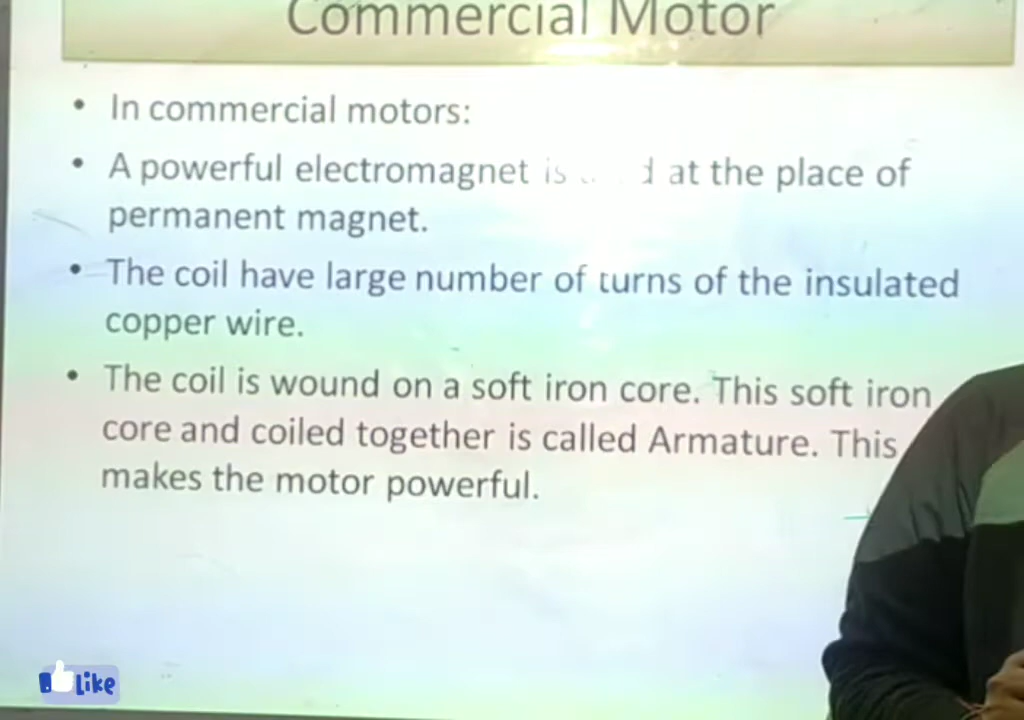 Commercial Motor
• In commercial motors:
• A powerful electromagnet is at the place of
permanent magnet.
• The coil have large number of turns of the insulated
copper wire.
• The coil is wound on a soft iron core. This soft iron
core and coiled together is called Armature. This
makes the motor powerful.
Like